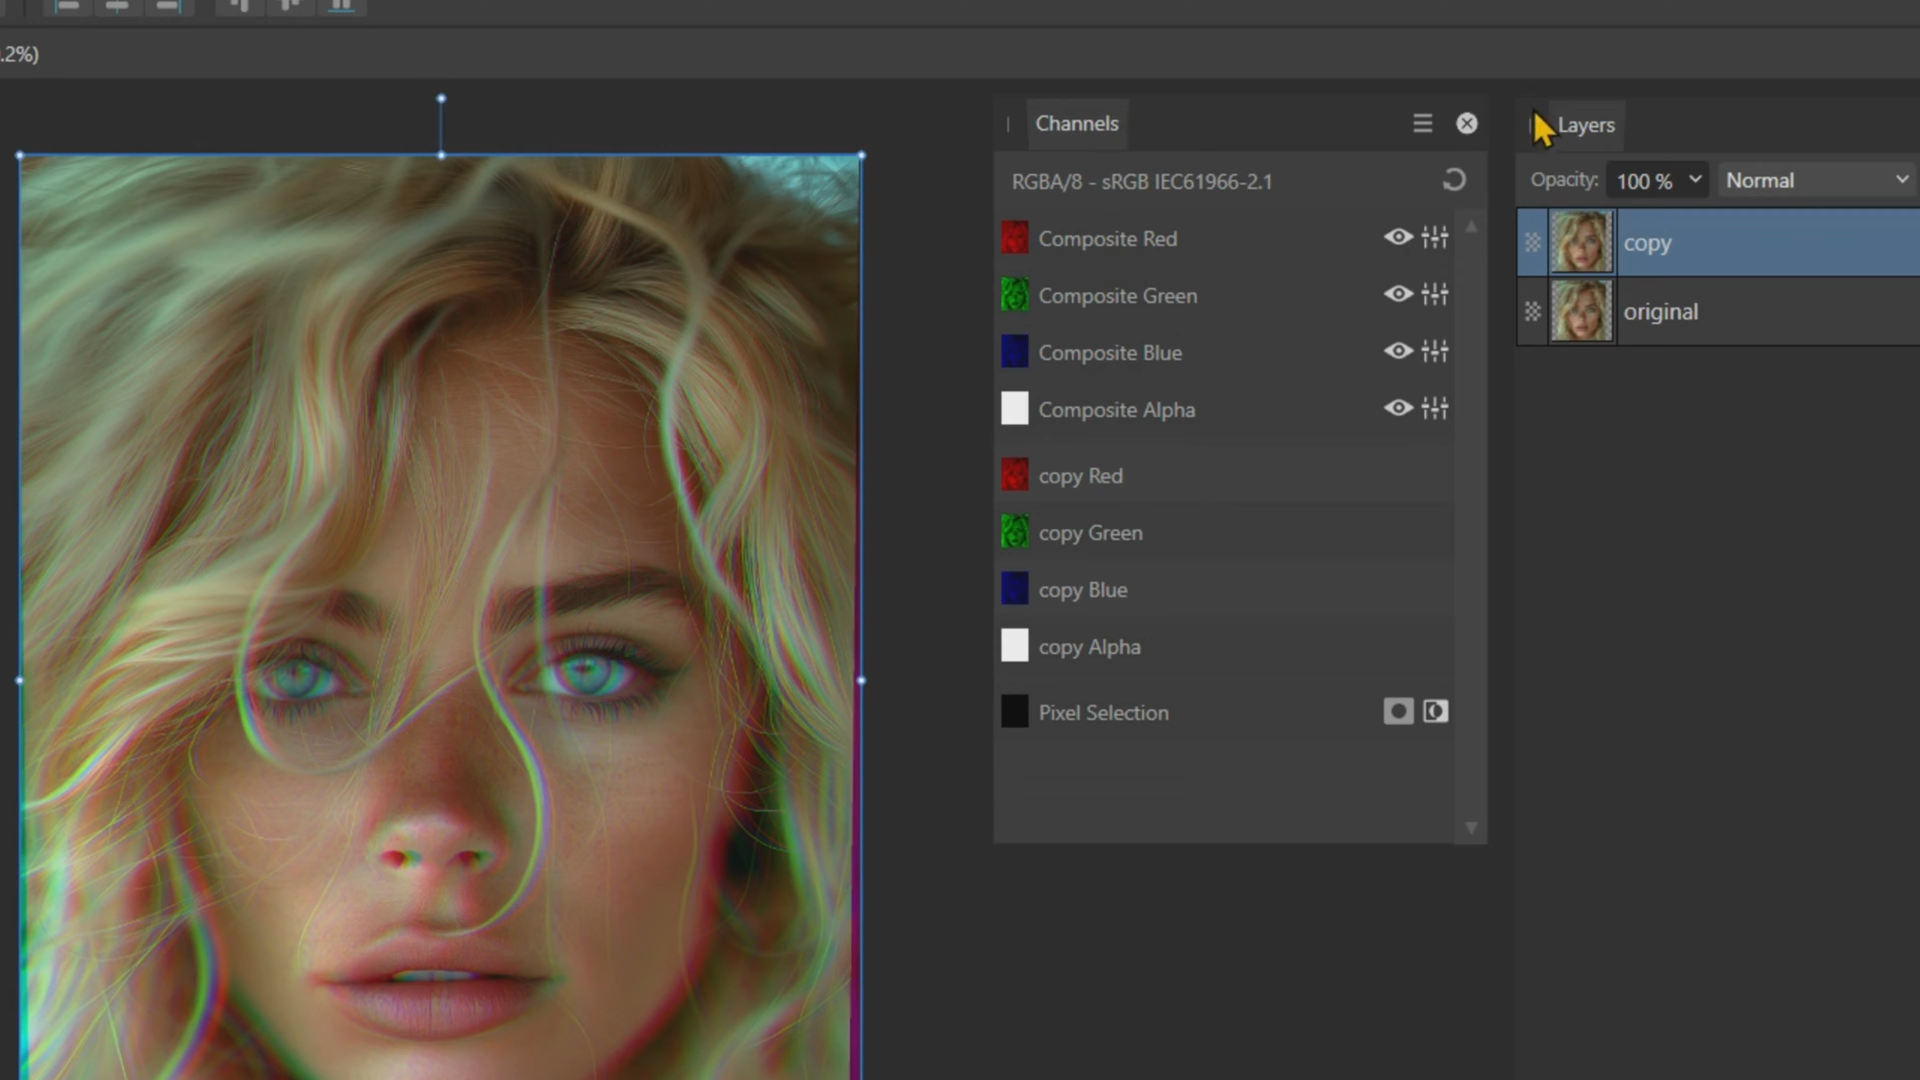 .2%)
Channels
Layers
RGBA/8 - sRGB IEC61966-2.1
Opacity: 100 % Normal
Composite Red
copy
Composite Green
original
Composite Blue
Composite Alpha
copy Red
copy Green
copy Blue
copy Alpha
Pixel Selection